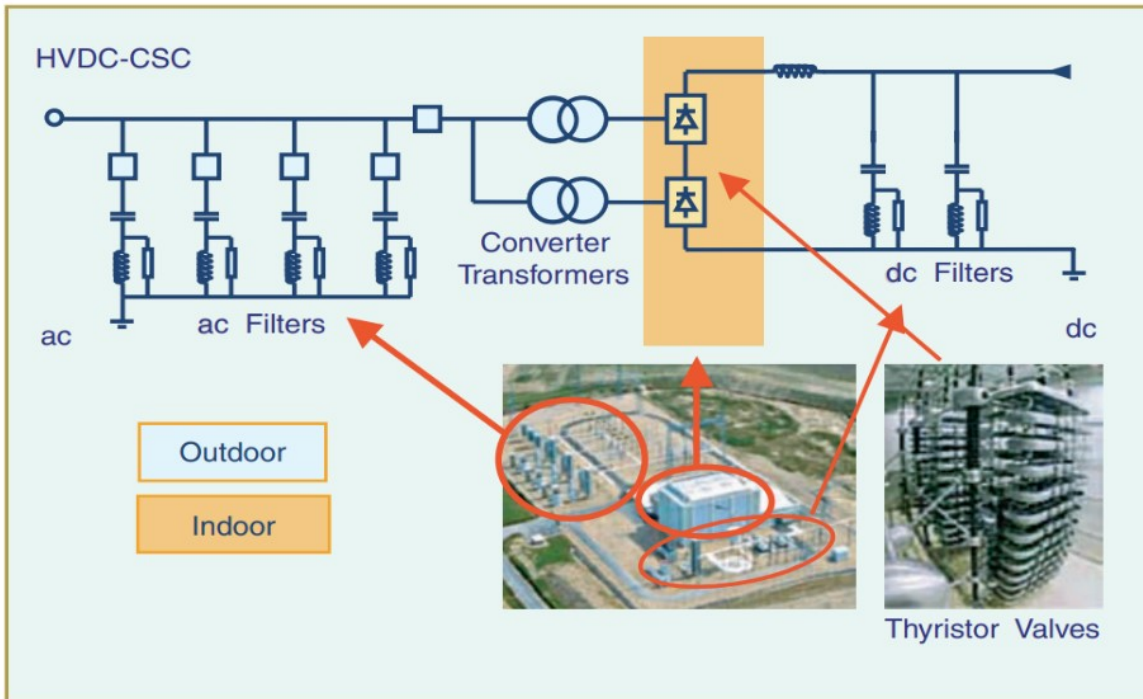 HVDC-CSC
Converter
Transformers
dc Filters
ac
ac Filters
dc
Outdoor
Indoor
Thyristor Valves